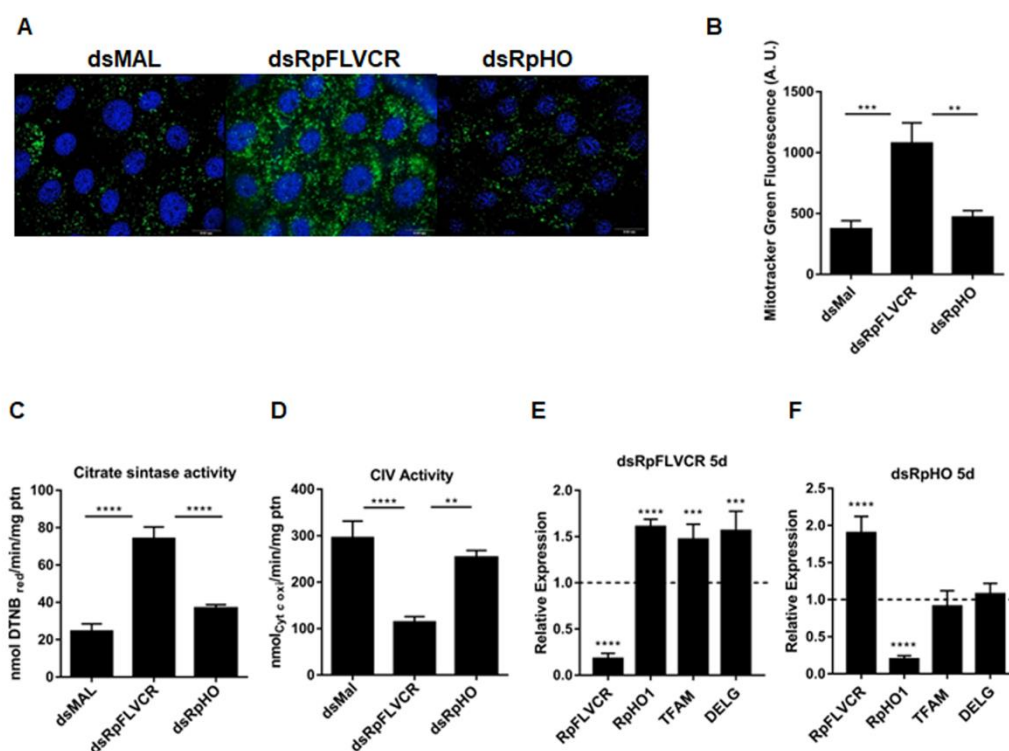 A
dsMAL dsRpFLVCR dsRpHO
B
Mitotracker Green Fluorescence (A. U.)
1500
1000
500
0
*** **
dsMal dsRpFLVCR dsRpHO
C
Citrate sintase activity
nmol DTNB red/min/mg ptn
100
80
60
40
20
0
**** ****
dsMAL dsRpFLVCR dsRpHO
D
CIV Activity
nmolCyt c oxi/min/mg ptn
400
300
200
100
0
**** **
dsMal dsRpFLVCR dsRpHO
E
dsRpFLVCR 5d
Relative Expression
2.0
1.5
1.0
0.5
0.0
**** **** *** ***
RpFLVCR RpHO1 TFAM DELG
F
dsRpHO 5d
Relative Expression
2.5
2.0
1.5
1.0
0.5
0.0
**** ****
RpFLVCR RpHO1 TFAM DELG